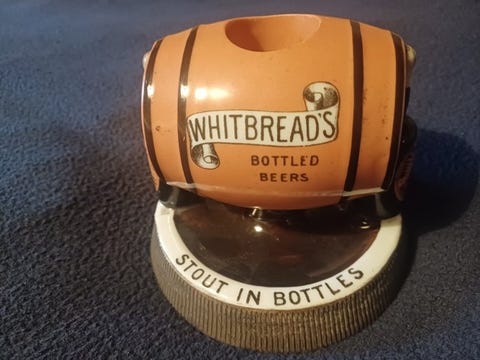 WHITBREAD'S
BOTTLED
BEERS
STOUT IN BOTTLES